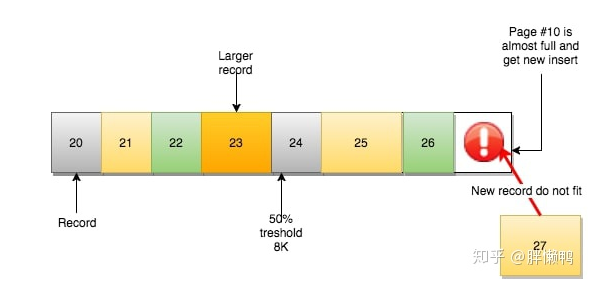 Page #10 is
almost full and
get new insert
Larger
record
20 21 22 23 24 25 26
New record do not fit
Record
50%
treshold
8K
27
知乎 @胖懒鸭